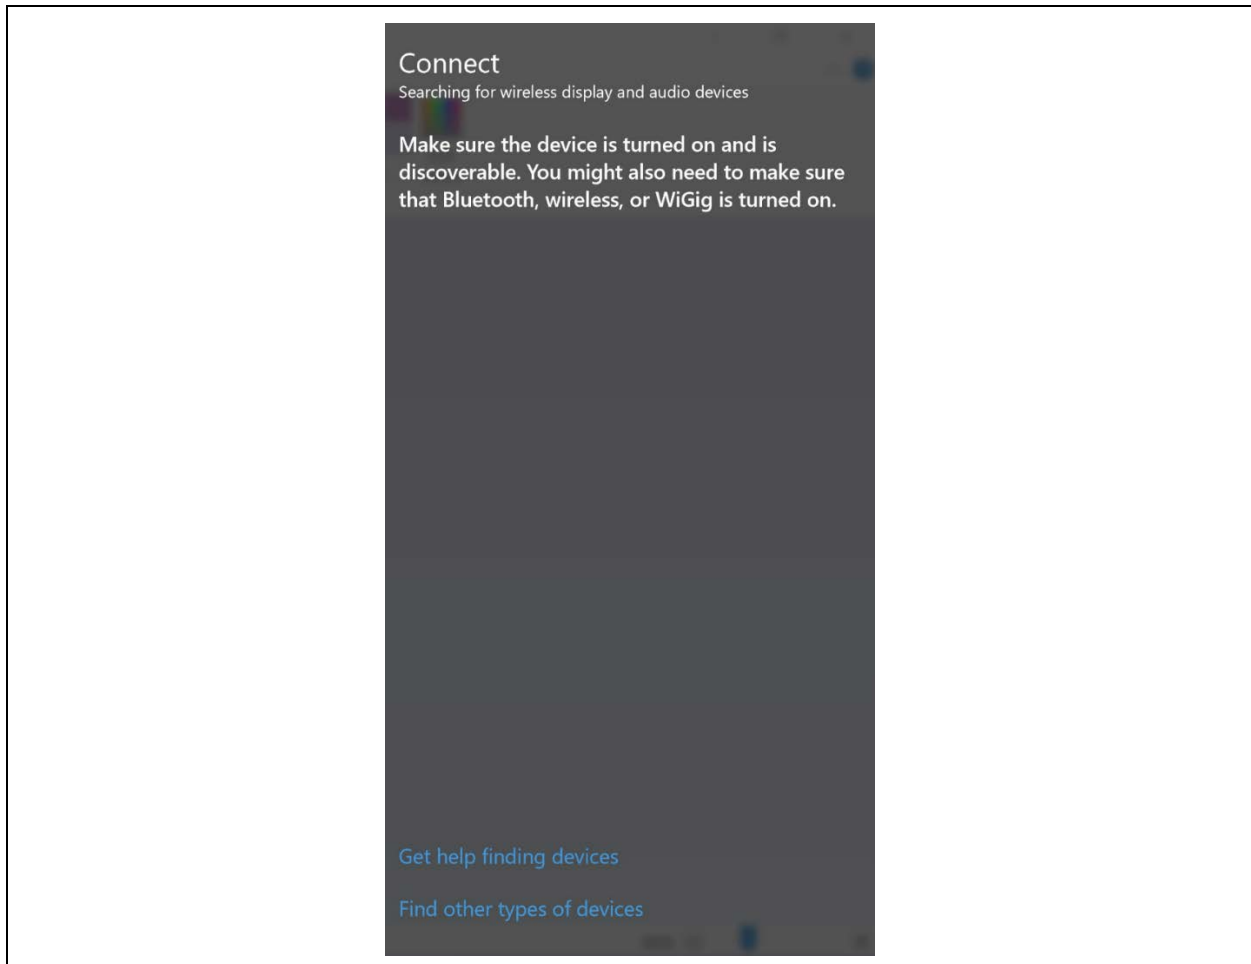 Connect
Searching for wireless display and audio devices
Make sure the device is turned on and is
discoverable. You might also need to make sure
that Bluetooth, wireless, or WiGig is turned on.
Get help finding devices
Find other types of devices